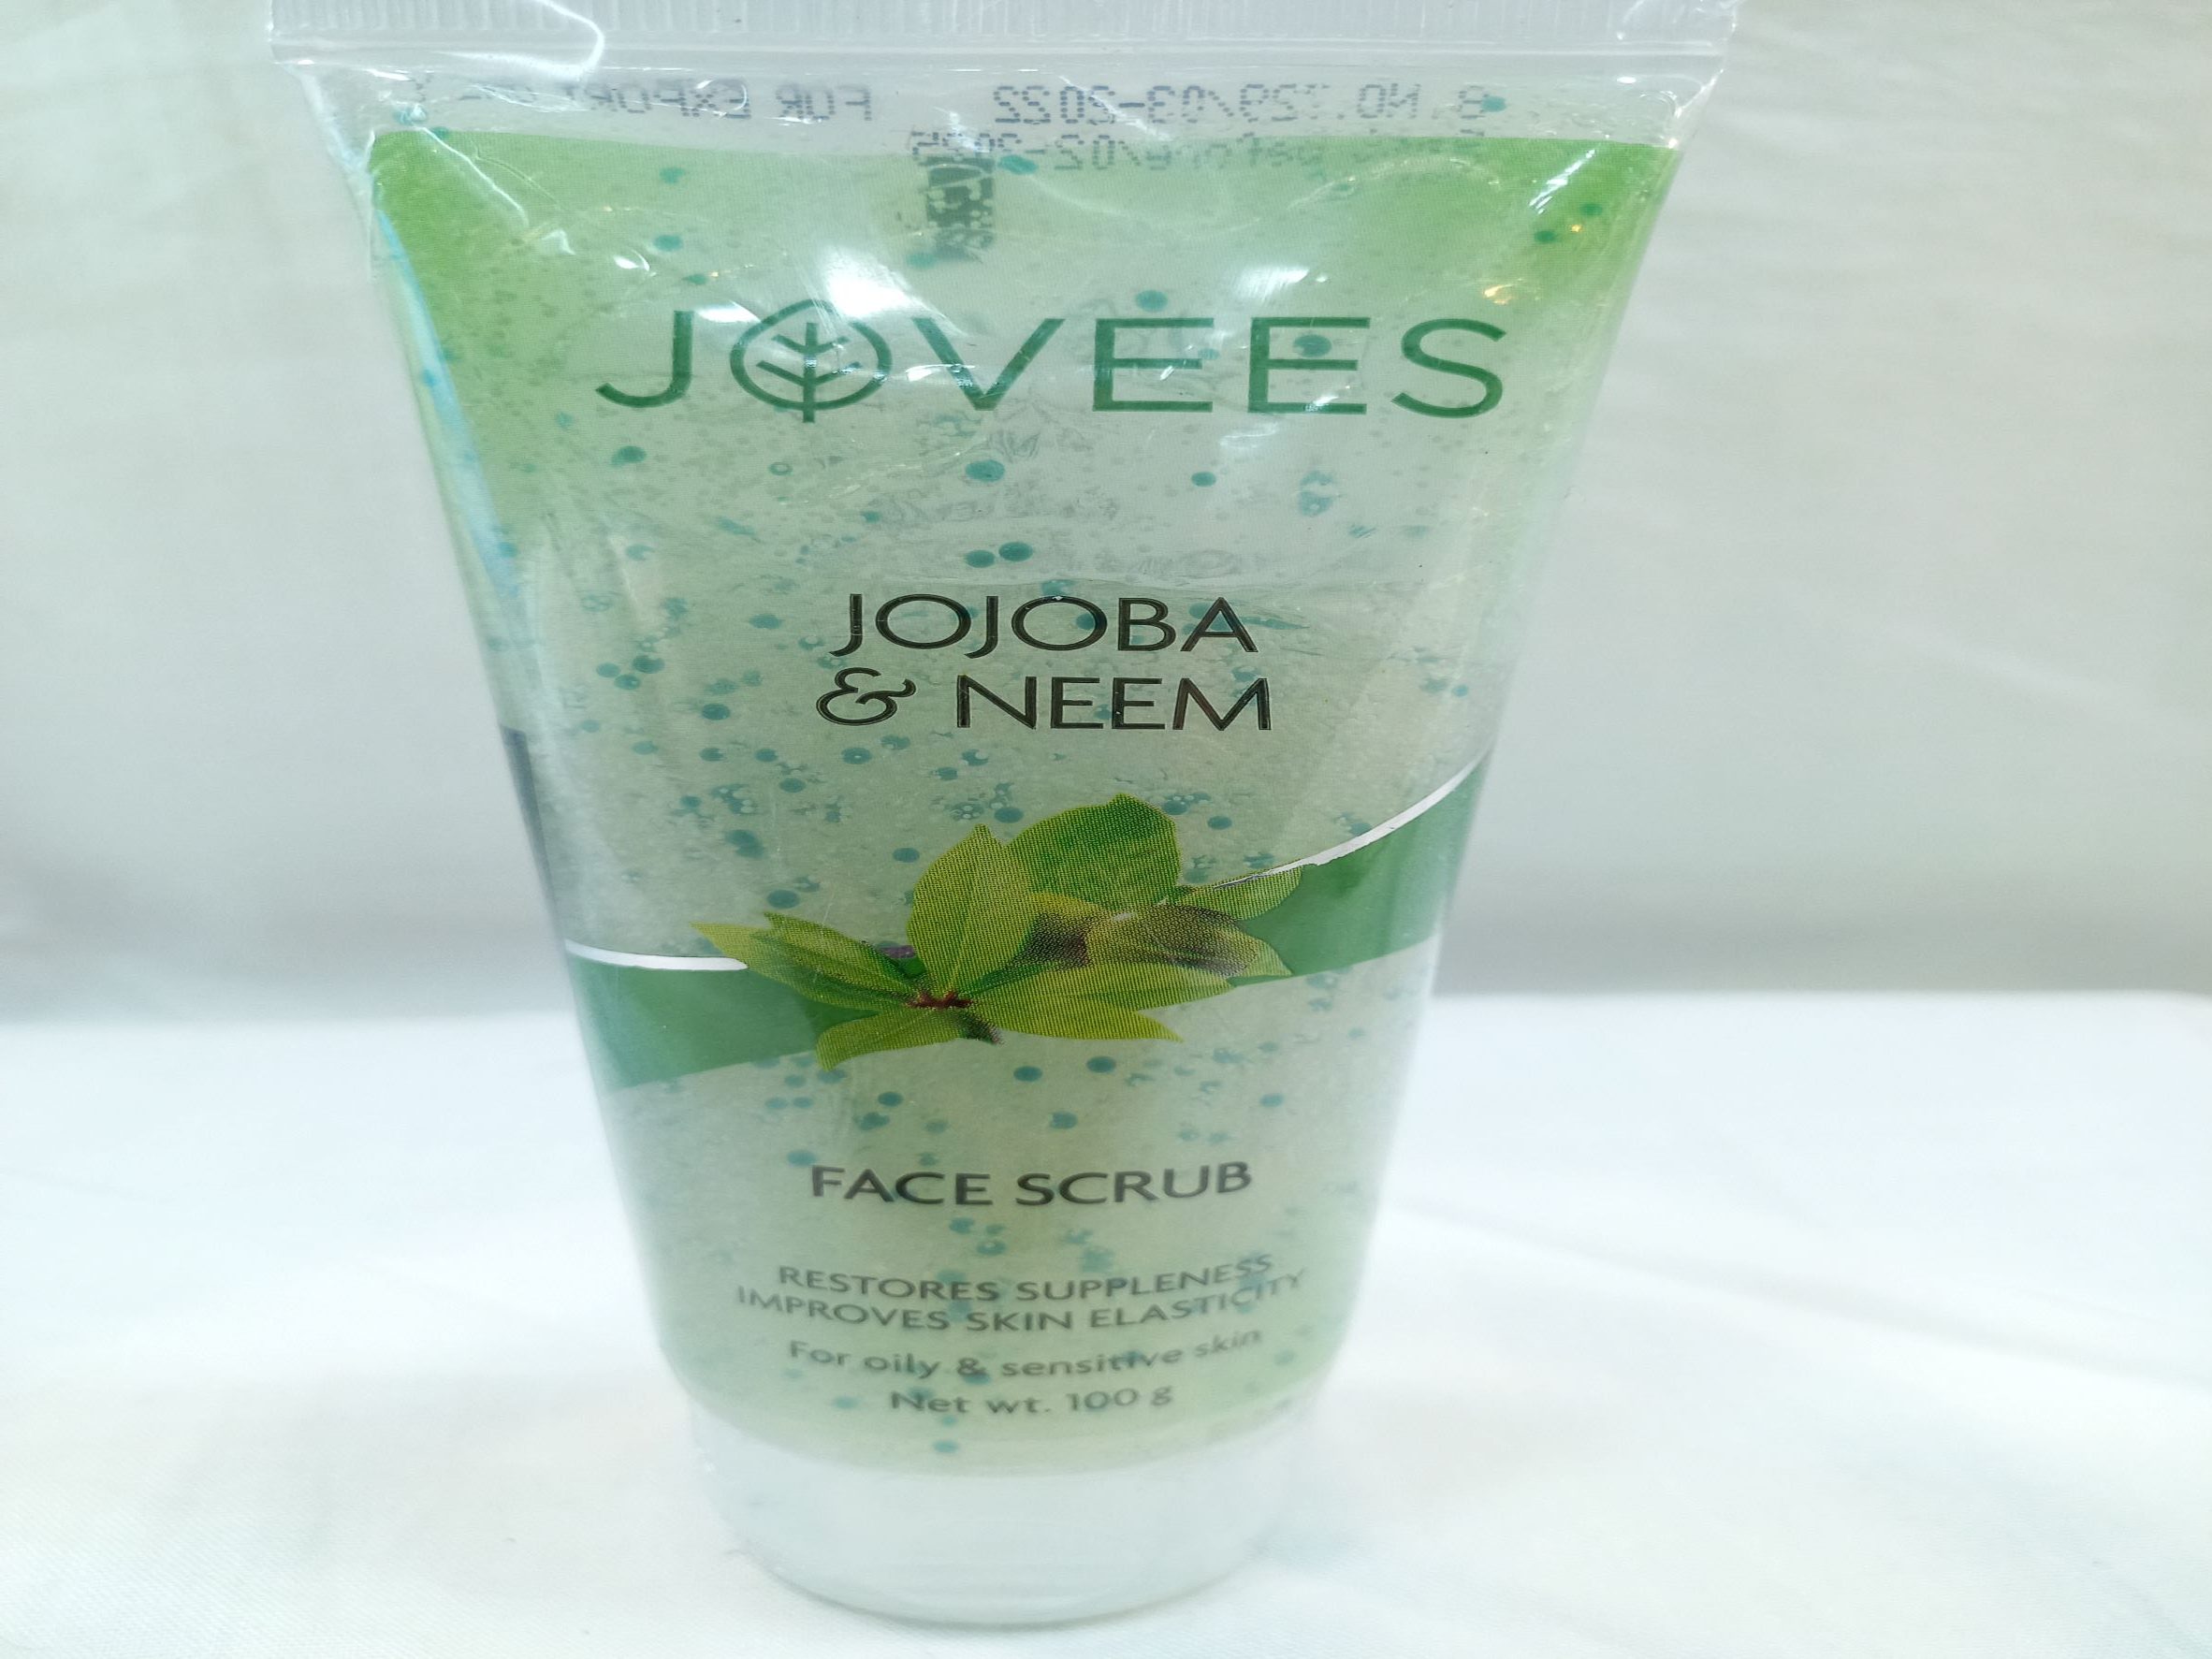 JOVEES
JOJOBA
& NEEM
FACE SCRUB
RESTORES SUPPLENESS
IMPROVES SKIN ELASTICITY
For oily & sensitive skin
Net wt. 100 g